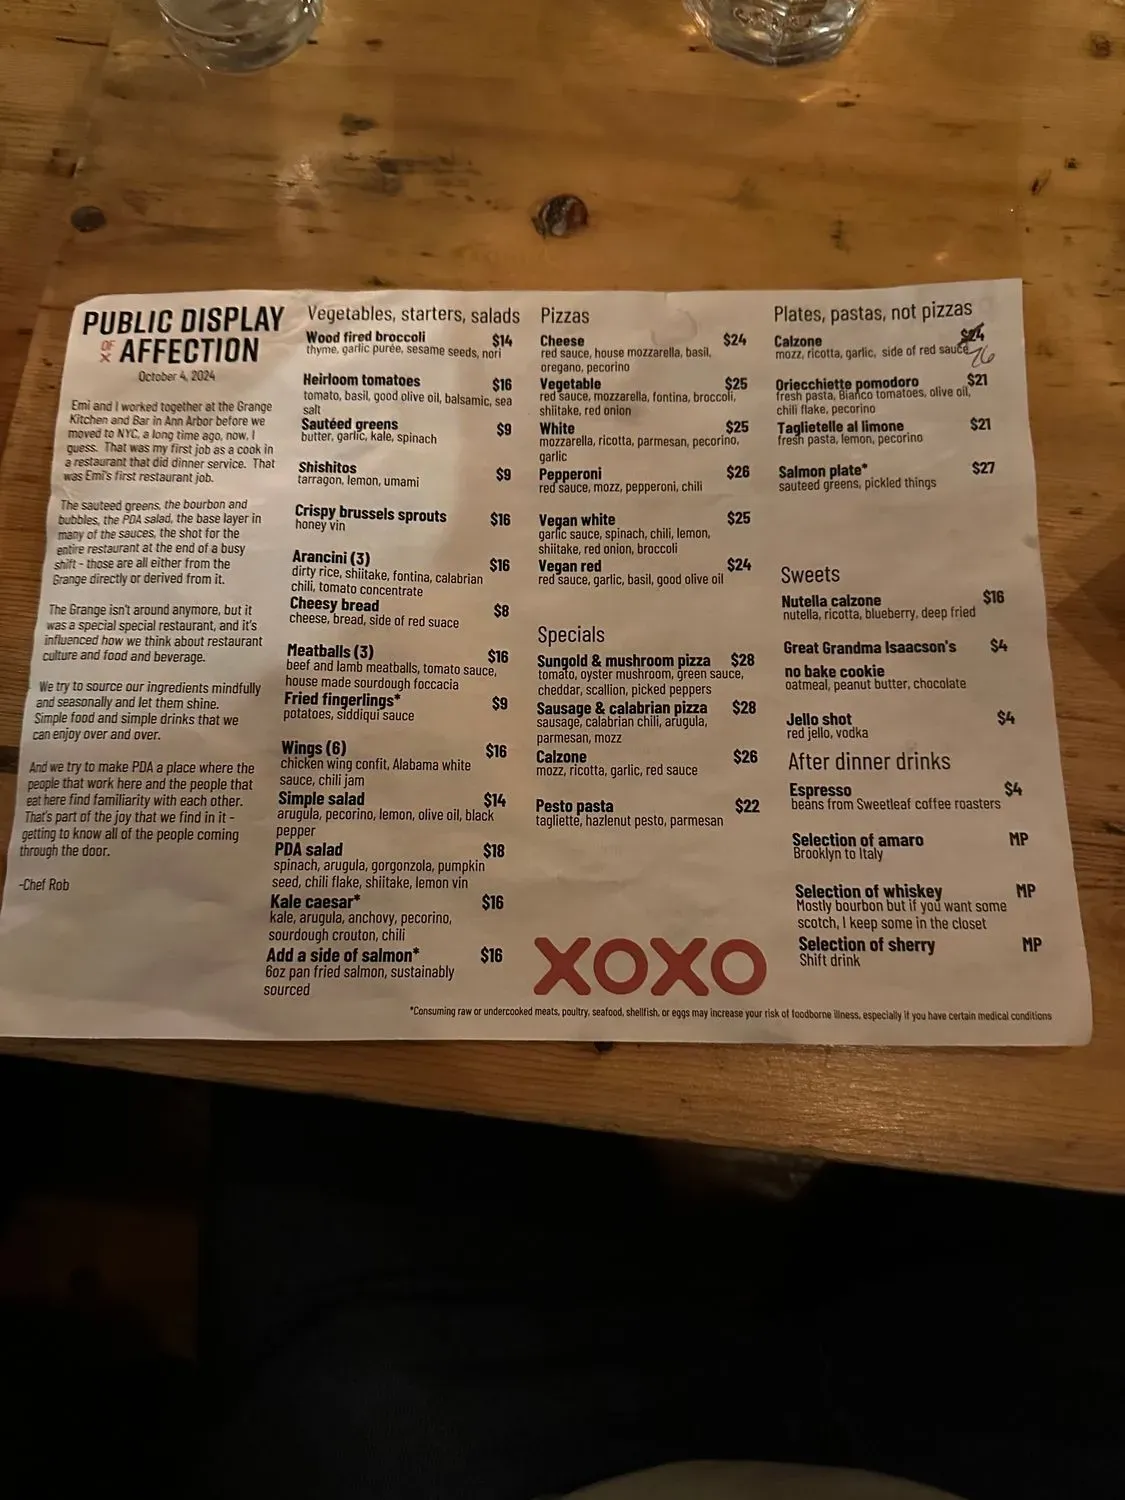 PUBLIC DISPLAY
OF X AFFECTION
October 4, 2024
Emi and I worked together at the Grange
Kitchen and Bar in Ann Arbor before we
moved to NYC, a long time ago, now, I
guess. That was my first job as a cook in
a restaurant that did dinner service. That
was Emi's first restaurant job.
The sauteed greens, the bourbon and
bubbles, the PDA salad, the base layer in
many of the sauces, the shot for the
entire restaurant at the end of a busy
shift - those are all either from the
Grange directly or derived from it.
The Grange isn't around anymore, but it
was a special special restaurant, and it's
influenced how we think about restaurant
culture and food and beverage.
We try to source our ingredients mindfully
and seasonally and let them shine.
Simple food and simple drinks that we
can enjoy over and over.
And we try to make PDA a place where the
people that work here and the people that
eat here find familiarity with each other.
That's part of the joy that we find in it -
getting to know all of the people coming
through the door.
-Chef Rob
Vegetables, starters, salads
Wood fired broccoli $14
thyme, garlic purée, sesame seeds, nori
Heirloom tomatoes $16
tomato, basil, good olive oil, balsamic, sea
salt
Sautéed greens $9
butter, garlic, kale, spinach
Shishitos $9
tarragon, lemon, umami
Crispy brussels sprouts $16
honey vin
Arancini (3) $16
dirty rice, shiitake, fontina, calabrian
chili, tomato concentrate
Cheesy bread $8
cheese, bread, side of red suace
Meatballs (3) $16
beef and lamb meatballs, tomato sauce,
house made sourdough foccacia
Fried fingerlings* $9
potatoes, siddiqui sauce
Wings (6) $16
chicken wing confit, Alabama white
sauce, chili jam
Simple salad $14
arugula, pecorino, lemon, olive oil, black
pepper
PDA salad $18
spinach, arugula, gorgonzola, pumpkin
seed, chili flake, shiitake, lemon vin
Kale caesar* $16
kale, arugula, anchovy, pecorino,
sourdough crouton, chili
Add a side of salmon* $16
6oz pan fried salmon, sustainably
sourced
Pizzas
Cheese $24
red sauce, house mozzarella, basil,
oregano, pecorino
Vegetable $25
red sauce, mozzarella, fontina, broccoli,
shiitake, red onion
White $25
mozzarella, ricotta, parmesan, pecorino,
garlic
Pepperoni $26
red sauce, mozz, pepperoni, chili
Vegan white $25
garlic sauce, spinach, chili, lemon,
shiitake, red onion, broccoli
Vegan red $24
red sauce, garlic, basil, good olive oil
Specials
Sungold & mushroom pizza $28
tomato, oyster mushroom, green sauce,
cheddar, scallion, picked peppers
Sausage & calabrian pizza $28
sausage, calabrian chili, arugula,
parmesan, mozz
Calzone $26
mozz, ricotta, garlic, red sauce
Pesto pasta $22
tagliette, hazlenut pesto, parmesan
XOXO
Plates, pastas, not pizzas
Calzone $24
mozz, ricotta, garlic, side of red sauce 26
Oriecchiette pomodoro $21
fresh pasta, Bianco tomatoes, olive oil,
chili flake, pecorino
Taglietelle al limone $21
fresh pasta, lemon, pecorino
Salmon plate* $27
sauteed greens, pickled things
Sweets
Nutella calzone $16
nutella, ricotta, blueberry, deep fried
Great Grandma Isaacson's $4
no bake cookie
oatmeal, peanut butter, chocolate
Jello shot $4
red jello, vodka
After dinner drinks
Espresso $4
beans from Sweetleaf coffee roasters
Selection of amaro MP
Brooklyn to Italy
Selection of whiskey MP
Mostly bourbon but if you want some
scotch, I keep some in the closet
Selection of sherry MP
Shift drink
*Consuming raw or undercooked meats, poultry, seafood, shellfish, or eggs may increase your risk of foodborne illness, especially if you have certain medical conditions